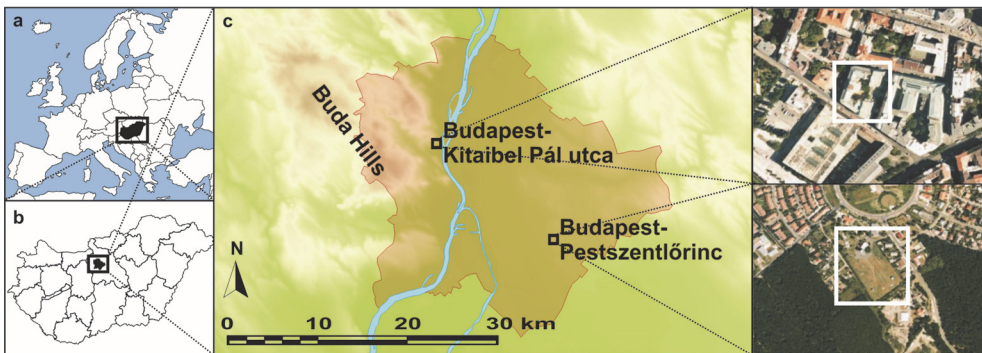 a
b
c
Buda Hills
Budapest-
Kitaibel Pál utca
Budapest-
Pestszentlőrinc
N
0 10 20 30 km